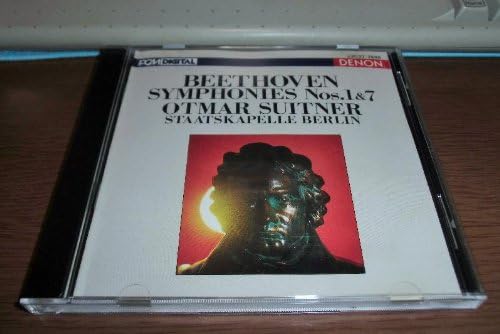 PCM DIGITAL
DENON
BEETHOVEN
SYMPHONIES Nos.1&7
OTMAR SUITNER
STAATSKAPELLE BERLIN